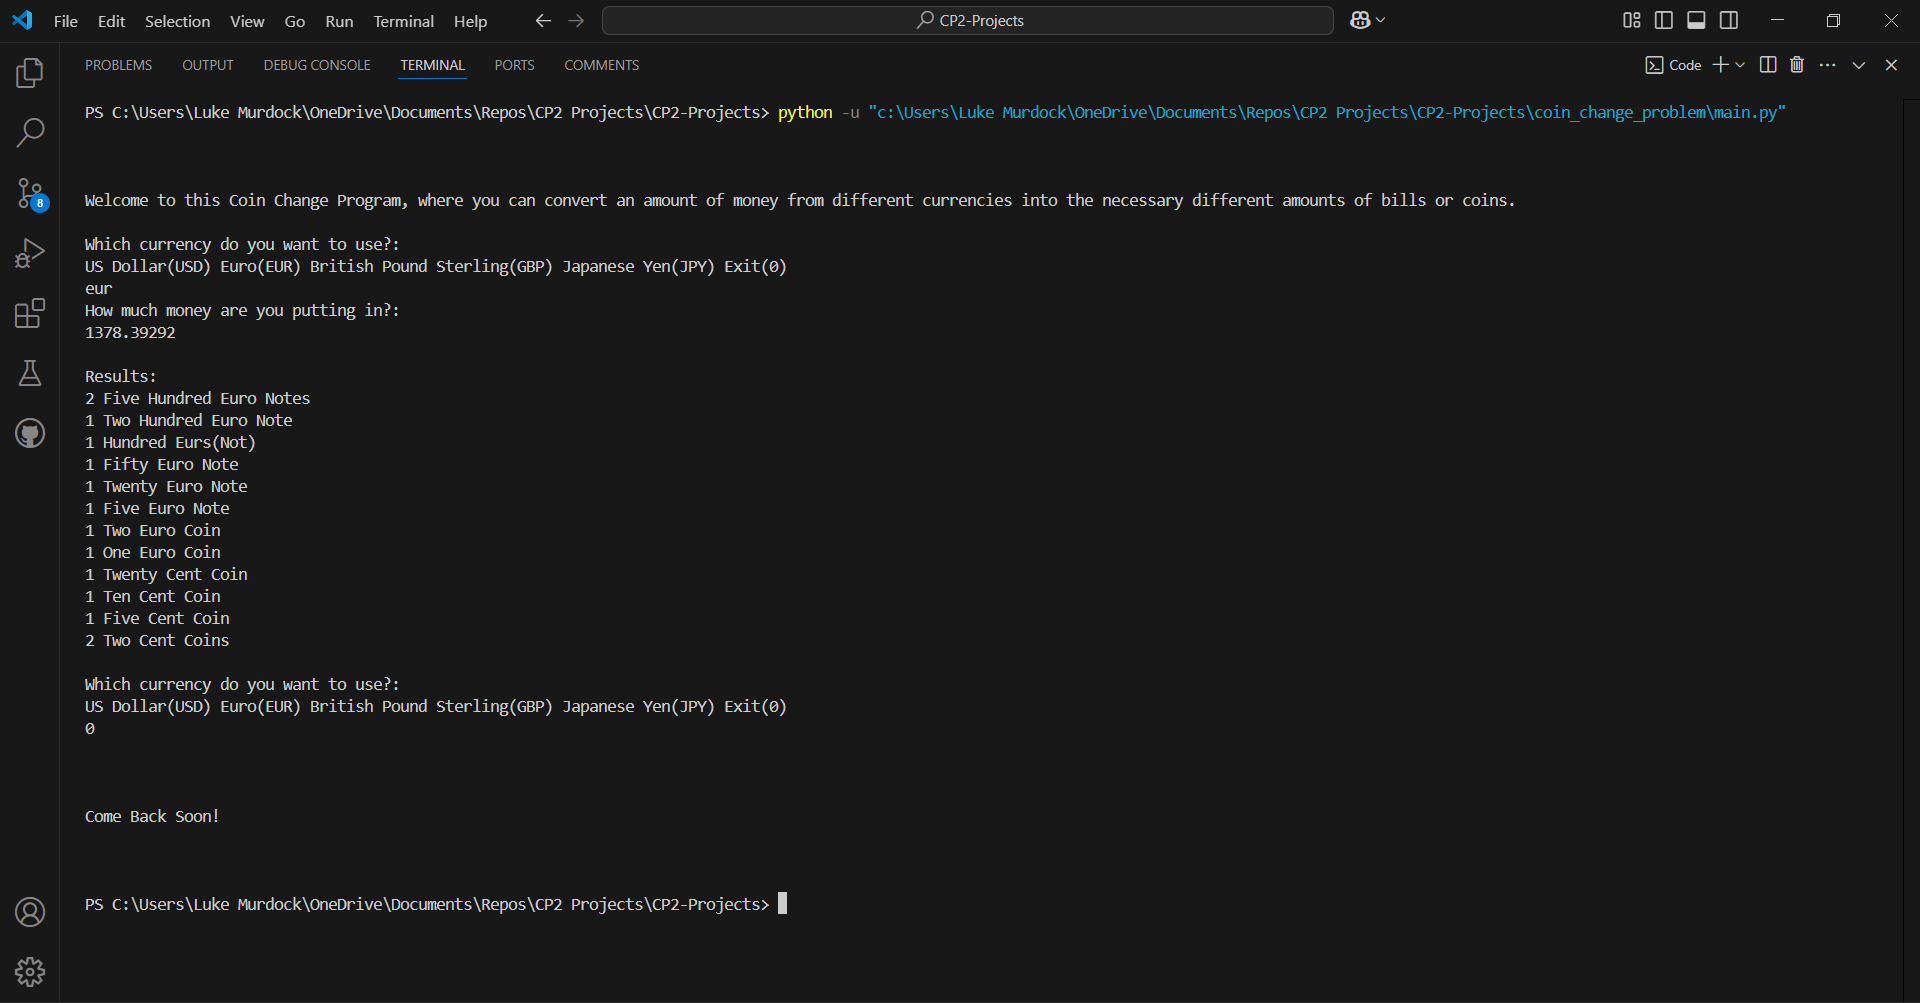 File Edit Selection View Go Run Terminal Help CP2-Projects
PROBLEMS OUTPUT DEBUG CONSOLE TERMINAL PORTS COMMENTS Code
PS C:\Users\Luke Murdock\OneDrive\Documents\Repos\CP2 Projects\CP2-Projects> python -u "c:\Users\Luke Murdock\OneDrive\Documents\Repos\CP2 Projects\CP2-Projects\coin_change_problem\main.py"
8
Welcome to this Coin Change Program, where you can convert an amount of money from different currencies into the necessary different amounts of bills or coins.
Which currency do you want to use?:
US Dollar(USD) Euro(EUR) British Pound Sterling(GBP) Japanese Yen(JPY) Exit(0)
eur
How much money are you putting in?:
1378.39292
Results:
2 Five Hundred Euro Notes
1 Two Hundred Euro Note
1 Hundred Eurs(Not)
1 Fifty Euro Note
1 Twenty Euro Note
1 Five Euro Note
1 Two Euro Coin
1 One Euro Coin
1 Twenty Cent Coin
1 Ten Cent Coin
1 Five Cent Coin
2 Two Cent Coins
Which currency do you want to use?:
US Dollar(USD) Euro(EUR) British Pound Sterling(GBP) Japanese Yen(JPY) Exit(0)
0
Come Back Soon!
PS C:\Users\Luke Murdock\OneDrive\Documents\Repos\CP2 Projects\CP2-Projects>